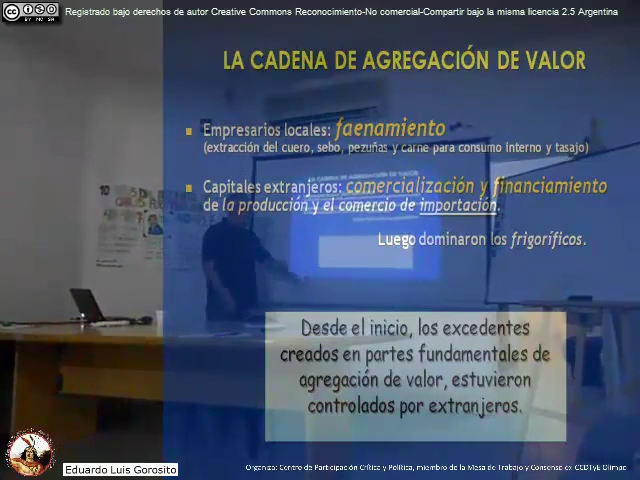 Registrado bajo derechos de autor Creative Commons Reconocimiento-No comercial-Compartir bajo la misma licencia 2.5 Argentina
LA CADENA DE AGREGACIÓN DE VALOR
Empresarios locales: faenamiento
(extracción del cuero, sebo, pezuñas y carne para consumo interno y tasajo)
Capitales extranjeros: comercialización y financiamiento
de la producción y el comercio de importación.
Luego dominaron los frigoríficos.
Desde el inicio, los excedentes
creados en partes fundamentales de
agregación de valor, estuvieron
controlados por extranjeros.
Eduardo Luis Gorosito
Organiza: Centro de Participación Crítica y Política, miembro de la Mesa de Trabajo y Consenso ex-CCDTyE Olimpo